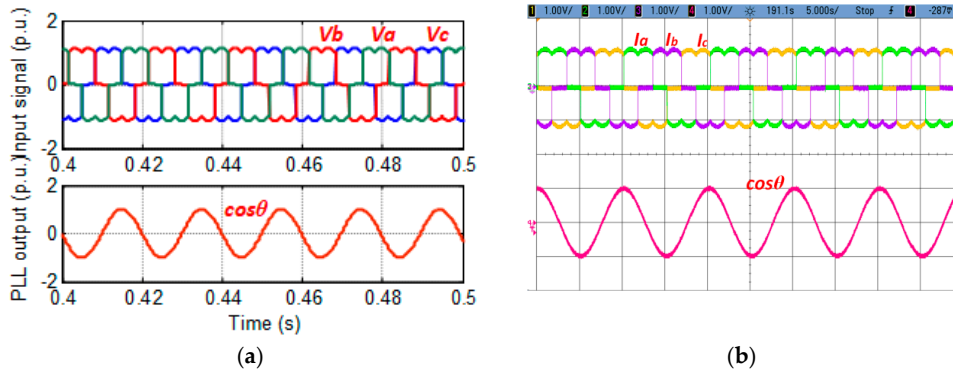 Input signal (p.u.)
2
0
-2
Vb Va Vc
0.4 0.42 0.44 0.46 0.48 0.5
PLL output (p.u.)
2
0
-2
cosθ
0.4 0.42 0.44 0.46 0.48 0.5
Time (s)
(a)
1 1.00V/ 2 1.00V/ 3 1.00V/ 4 1.00V/ 191.1s 5.000s/ Stop 4 -287
Ia Ib Ic
cosθ
(b)